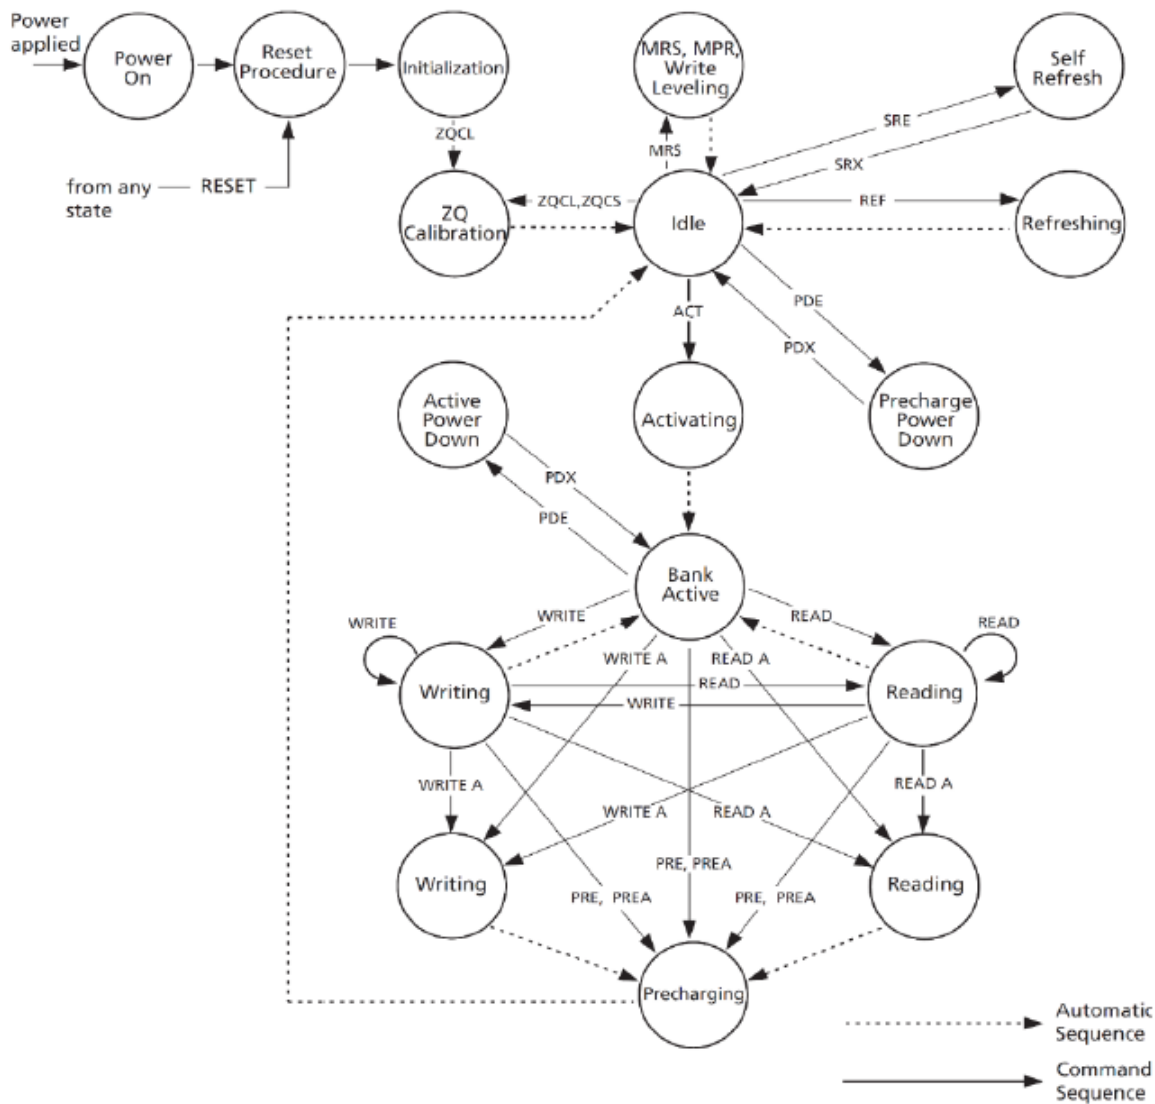 Power
applied
Power
On
Reset
Procedure
Initialization
MRS, MPR,
Write
Leveling
Self
Refresh
ZQCL
MRS
SRE
SRX
from any
state
RESET
ZQ
Calibration
ZQCL,ZQCS
Idle
REF
Refreshing
ACT
PDE
PDX
Active
Power
Down
Activating
Precharge
Power
Down
PDX
PDE
Bank
Active
WRITE
WRITE
READ
READ
WRITE A
READ A
Writing
READ
WRITE
Reading
WRITE A
WRITE A
READ A
READ A
Writing
PRE, PREA
PRE, PREA
PRE, PREA
Reading
Precharging
Automatic
Sequence
Command
Sequence